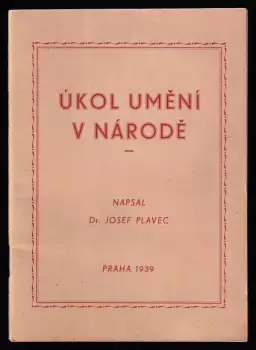 ÚKOL UMĚNÍ
V NÁRODĚ
NAPSAL
Dr. JOSEF PLAVEC
PRAHA 1939